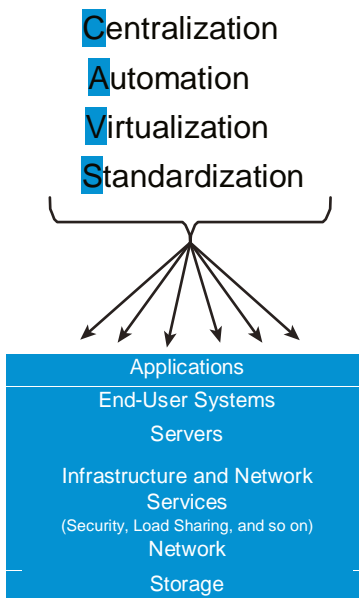 Centralization
Automation
Virtualization
Standardization
Applications
End-User Systems
Servers
Infrastructure and Network
Services
(Security, Load Sharing, and so on)
Network
Storage